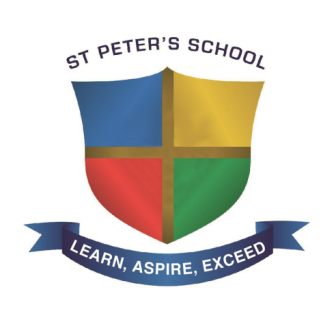 ST PETER'S SCHOOL
LEARN, ASPIRE, EXCEED